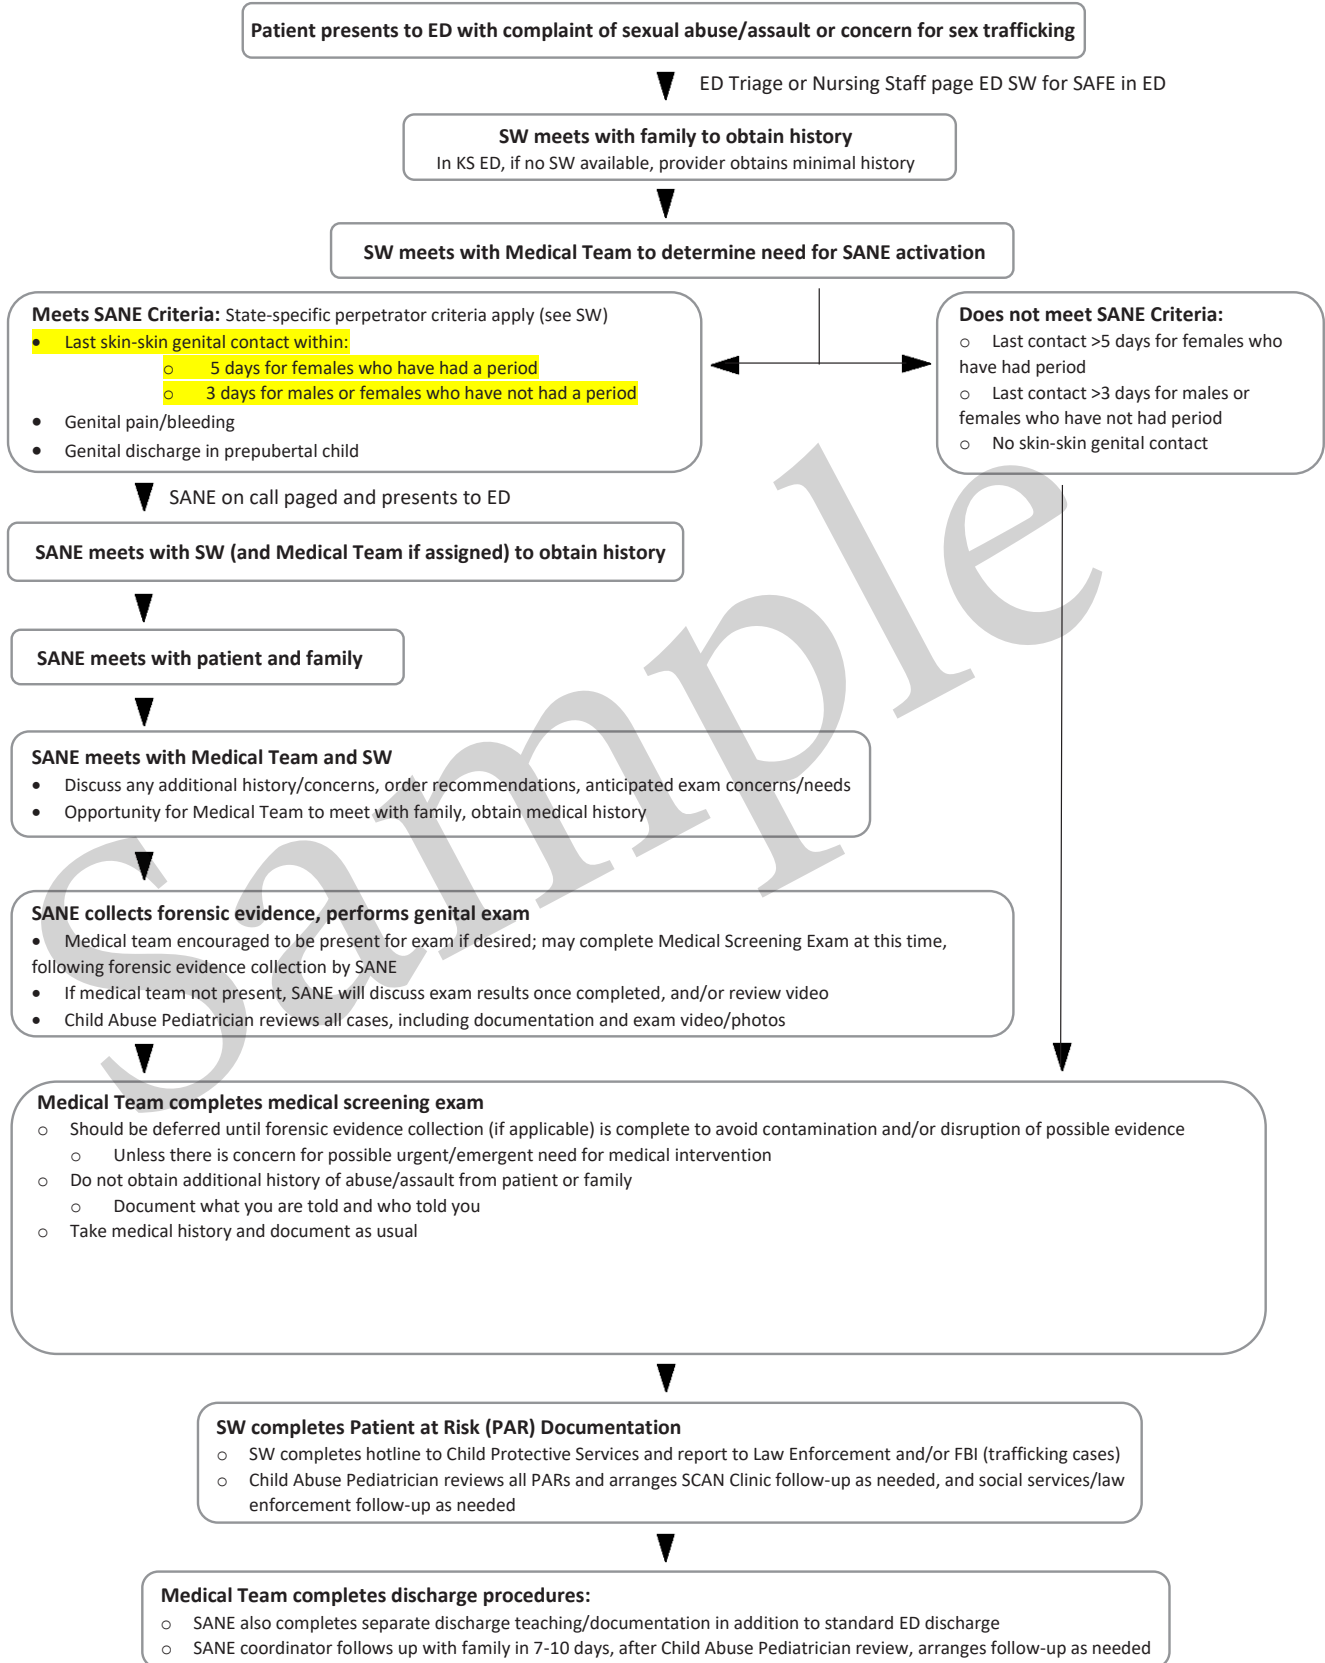 Patient presents to ED with complaint of sexual abuse/assault or concern for sex trafficking
ED Triage or Nursing Staff page ED SW for SAFE in ED
SW meets with family to obtain history
In KS ED, if no SW available, provider obtains minimal history
SW meets with Medical Team to determine need for SANE activation
Meets SANE Criteria: State-specific perpetrator criteria apply (see SW)
• Last skin-skin genital contact within:
o 5 days for females who have had a period
o 3 days for males or females who have not had a period
• Genital pain/bleeding
• Genital discharge in prepubertal child
Does not meet SANE Criteria:
o Last contact >5 days for females who
have had period
o Last contact >3 days for males or
females who have not had period
o No skin-skin genital contact
SANE on call paged and presents to ED
SANE meets with SW (and Medical Team if assigned) to obtain history
SANE meets with patient and family
SANE meets with Medical Team and SW
• Discuss any additional history/concerns, order recommendations, anticipated exam concerns/needs
• Opportunity for Medical Team to meet with family, obtain medical history
SANE collects forensic evidence, performs genital exam
• Medical team encouraged to be present for exam if desired; may complete Medical Screening Exam at this time,
following forensic evidence collection by SANE
• If medical team not present, SANE will discuss exam results once completed, and/or review video
• Child Abuse Pediatrician reviews all cases, including documentation and exam video/photos
Medical Team completes medical screening exam
o Should be deferred until forensic evidence collection (if applicable) is complete to avoid contamination and/or disruption of possible evidence
o Unless there is concern for possible urgent/emergent need for medical intervention
o Do not obtain additional history of abuse/assault from patient or family
o Document what you are told and who told you
o Take medical history and document as usual
SW completes Patient at Risk (PAR) Documentation
o SW completes hotline to Child Protective Services and report to Law Enforcement and/or FBI (trafficking cases)
o Child Abuse Pediatrician reviews all PARs and arranges SCAN Clinic follow-up as needed, and social services/law
enforcement follow-up as needed
Medical Team completes discharge procedures:
o SANE also completes separate discharge teaching/documentation in addition to standard ED discharge
o SANE coordinator follows up with family in 7-10 days, after Child Abuse Pediatrician review, arranges follow-up as needed
Sample